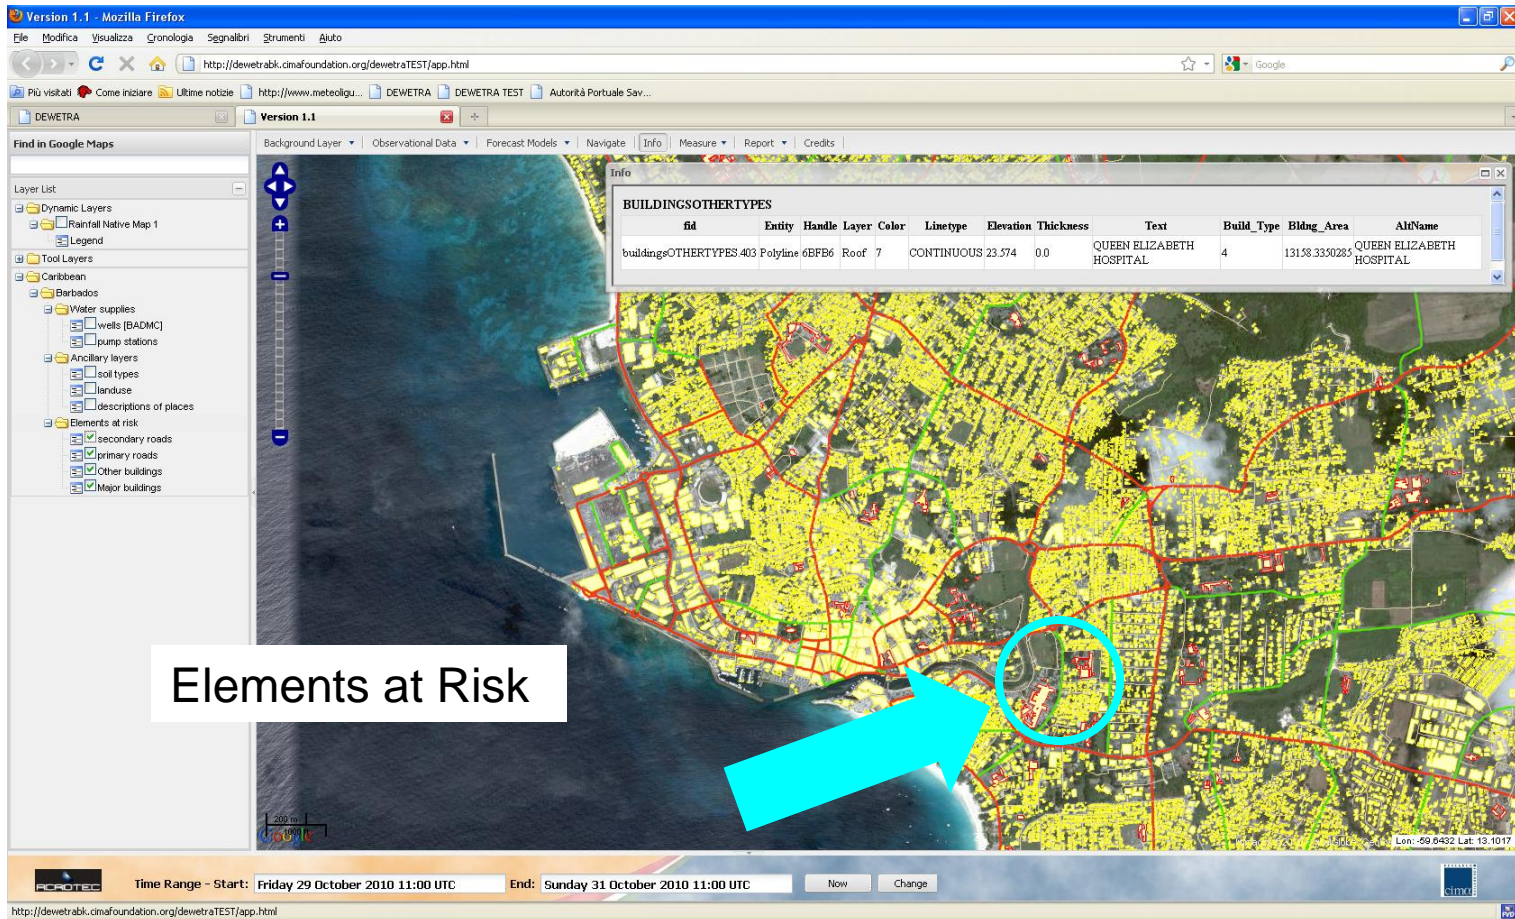 Version 1.1 - Mozilla Firefox
File Modifica Visualizza Cronologia Segnalibri Strumenti Aiuto
http://dewetrabk.cimafoundation.org/dewetraTEST/app.html
Google
Più visitati Come iniziare Ultime notizie http://www.meteoligu... DEWETRA DEWETRA TEST Autorità Portuale Sav...
DEWETRA Version 1.1
Find in Google Maps
Background Layer Observational Data Forecast Models Navigate Info Measure Report Credits
Layer List
Dynamic Layers
Rainfall Native Map 1
Legend
Tool Layers
Caribbean
Barbados
Water supplies
wells [BADMC]
pump stations
Ancillary layers
soil types
landuse
descriptions of places
Elements at risk
secondary roads
primary roads
Other buildings
Major buildings
Info
BUILDINGSOTHERTYPES
fid Entity Handle Layer Color Linetype Elevation Thickness Text Build_Type Bldng_Area AltName
buildingsOTHERTYPES.403 Polyline 6BFB6 Roof 7 CONTINUOUS 23.574 0.0 QUEEN ELIZABETH HOSPITAL 4 13158.3350285 QUEEN ELIZABETH HOSPITAL
Elements at Risk
200 m
1000 ft
Google
Lon: -59.6432 Lat: 13.1017
ACROTEC
Time Range - Start: Friday 29 October 2010 11:00 UTC End: Sunday 31 October 2010 11:00 UTC Now Change
cima
http://dewetrabk.cimafoundation.org/dewetraTEST/app.html